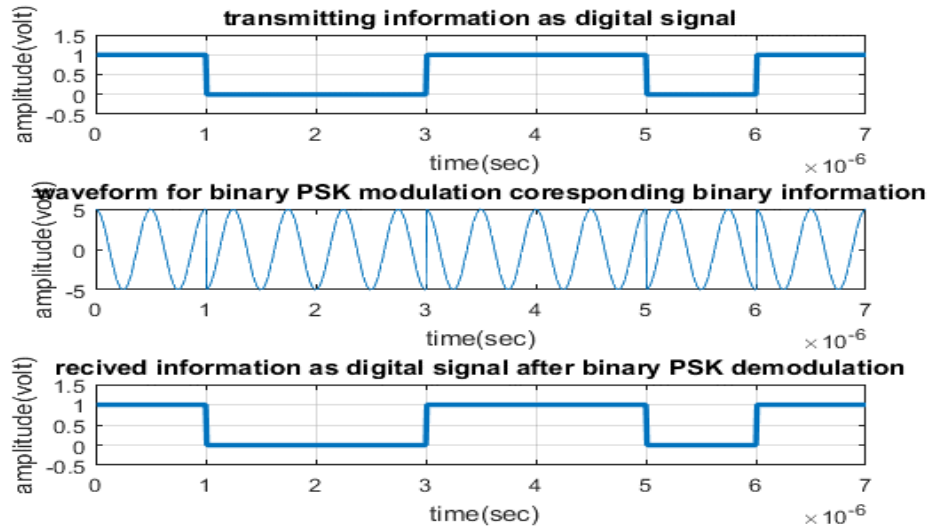 transmitting information as digital signal
amplitude(volt)
1.5
1
0.5
0
-0.5
0 1 2 3 4 5 6 7
time(sec)
× 10-6
waveform for binary PSK modulation coresponding binary information
amplitude(volt)
5
0
-5
0 1 2 3 4 5 6 7
time(sec)
× 10-6
recived information as digital signal after binary PSK demodulation
amplitude(volt)
1.5
1
0.5
0
-0.5
0 1 2 3 4 5 6 7
time(sec)
× 10-6